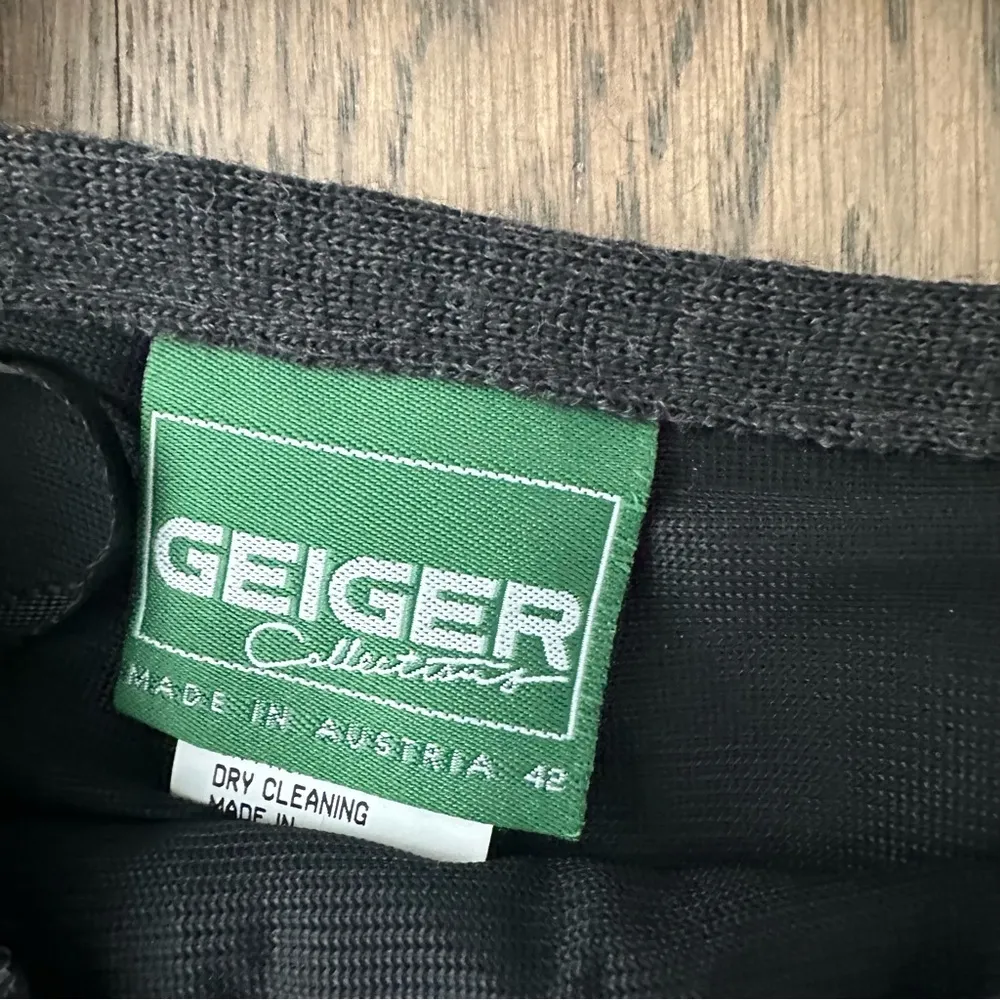 GEIGER
Collections
MADE IN AUSTRIA 42
DRY CLEANING
MADE IN